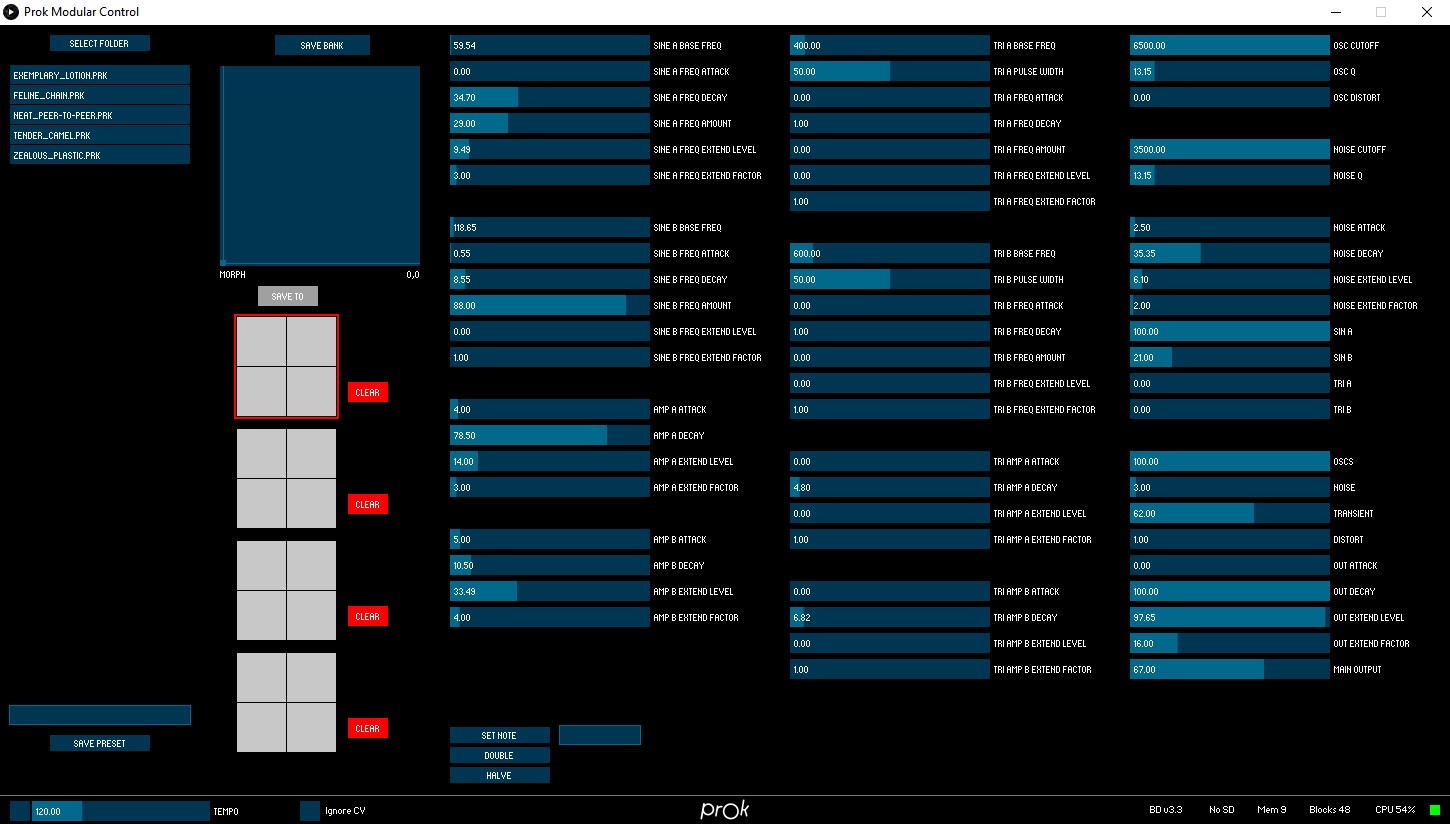 Prok Modular Control
SELECT FOLDER
EXEMPLARY_LOTION.PRK
FELINE_CHAIN.PRK
NEAT_PEER-TO-PEER.PRK
TENDER_CAMEL.PRK
ZEALOUS_PLASTIC.PRK
SAVE PRESET
SAVE BANK
MORPH 0,0
SAVE TO
CLEAR
CLEAR
CLEAR
CLEAR
59.54 SINE A BASE FREQ
0.00 SINE A FREQ ATTACK
34.70 SINE A FREQ DECAY
29.00 SINE A FREQ AMOUNT
9.49 SINE A FREQ EXTEND LEVEL
3.00 SINE A FREQ EXTEND FACTOR
118.65 SINE B BASE FREQ
0.55 SINE B FREQ ATTACK
8.55 SINE B FREQ DECAY
88.00 SINE B FREQ AMOUNT
0.00 SINE B FREQ EXTEND LEVEL
1.00 SINE B FREQ EXTEND FACTOR
4.00 AMP A ATTACK
78.50 AMP A DECAY
14.00 AMP A EXTEND LEVEL
3.00 AMP A EXTEND FACTOR
5.00 AMP B ATTACK
10.50 AMP B DECAY
33.49 AMP B EXTEND LEVEL
4.00 AMP B EXTEND FACTOR
SET NOTE
DOUBLE
HALVE
400.00 TRI A BASE FREQ
50.00 TRI A PULSE WIDTH
0.00 TRI A FREQ ATTACK
1.00 TRI A FREQ DECAY
0.00 TRI A FREQ AMOUNT
0.00 TRI A FREQ EXTEND LEVEL
1.00 TRI A FREQ EXTEND FACTOR
600.00 TRI B BASE FREQ
50.00 TRI B PULSE WIDTH
0.00 TRI B FREQ ATTACK
1.00 TRI B FREQ DECAY
0.00 TRI B FREQ AMOUNT
0.00 TRI B FREQ EXTEND LEVEL
1.00 TRI B FREQ EXTEND FACTOR
0.00 TRI AMP A ATTACK
4.80 TRI AMP A DECAY
0.00 TRI AMP A EXTEND LEVEL
1.00 TRI AMP A EXTEND FACTOR
0.00 TRI AMP B ATTACK
6.82 TRI AMP B DECAY
0.00 TRI AMP B EXTEND LEVEL
1.00 TRI AMP B EXTEND FACTOR
6500.00 OSC CUTOFF
13.15 OSC Q
0.00 OSC DISTORT
3500.00 NOISE CUTOFF
13.15 NOISE Q
2.50 NOISE ATTACK
35.35 NOISE DECAY
6.10 NOISE EXTEND LEVEL
2.00 NOISE EXTEND FACTOR
100.00 SIN A
21.00 SIN B
0.00 TRI A
0.00 TRI B
100.00 OSCS
3.00 NOISE
62.00 TRANSIENT
1.00 DISTORT
0.00 OUT ATTACK
100.00 OUT DECAY
97.65 OUT EXTEND LEVEL
16.00 OUT EXTEND FACTOR
67.00 MAIN OUTPUT
120.00 TEMPO
Ignore CV
prok
BD v3.3 No SD Mem 9 Blocks 48 CPU 54%